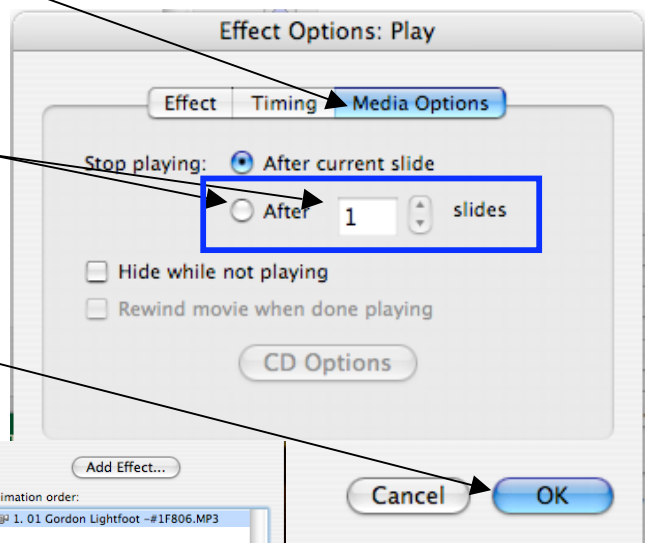 Effect Options: Play
Effect Timing Media Options
Stop playing: After current slide
After 1 slides
Hide while not playing
Rewind movie when done playing
CD Options
Add Effect...
imation order:
1. 01 Gordon Lightfoot -#1F806.MP3
Cancel OK